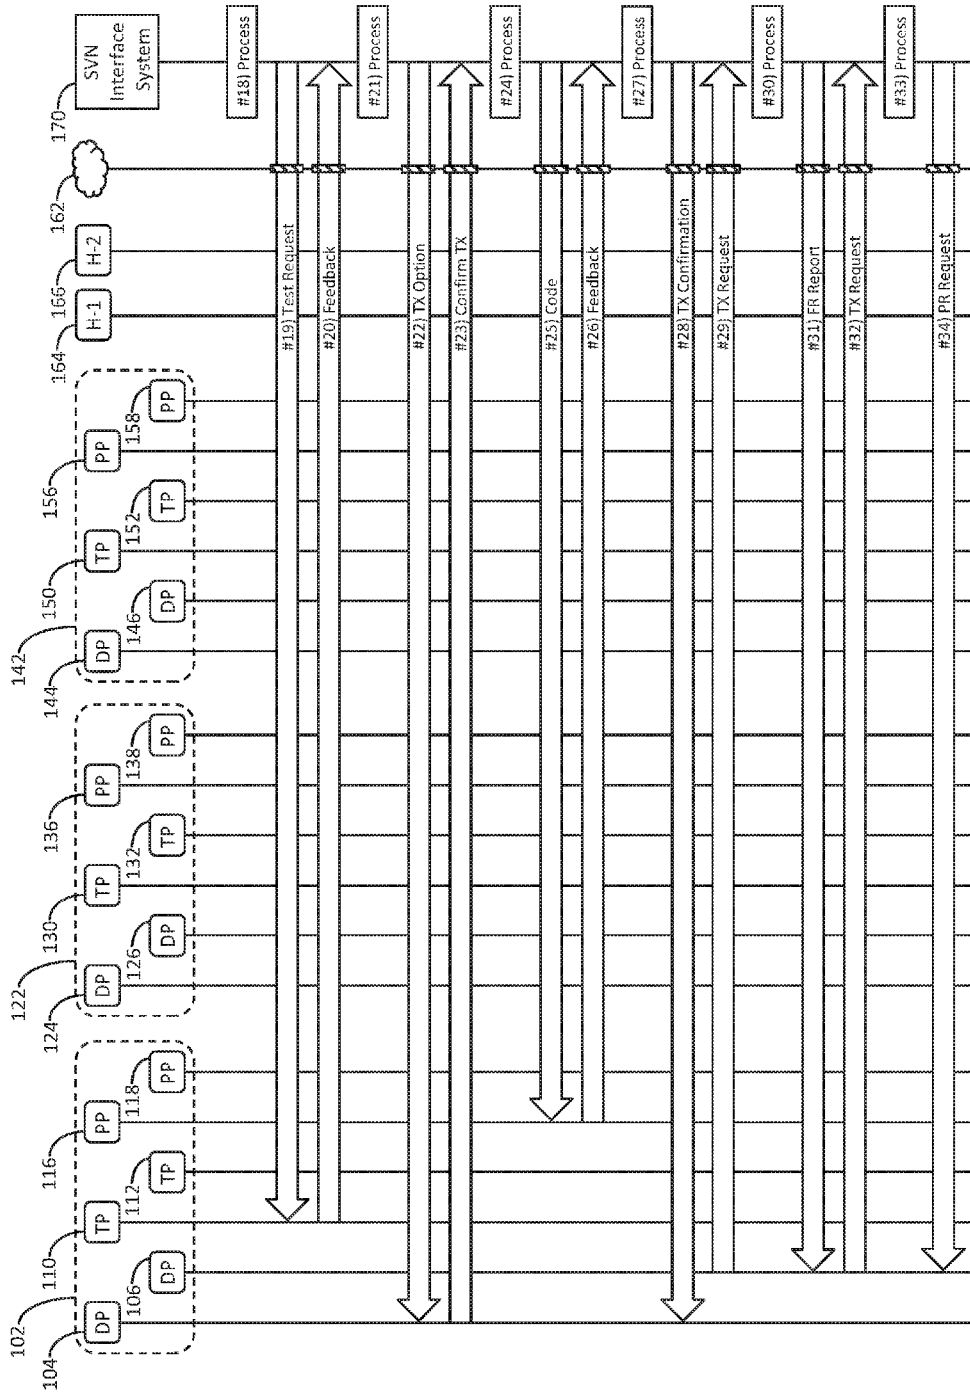 102
104
DP
106
DP
110
TP
112
TP
116
PP
118
PP
122
124
DP
126
DP
130
TP
132
TP
136
PP
138
PP
142
144
DP
146
DP
150
TP
152
TP
156
PP
158
PP
164
H-1
166
H-2
162
170
SVN
Interface
System
#18) Process
#19) Test Request
#20) Feedback
#21) Process
#22) TX Option
#23) Confirm TX
#24) Process
#25) Code
#26) Feedback
#27) Process
#28) TX Confirmation
#29) TX Request
#30) Process
#31) FR Report
#32) TX Request
#33) Process
#34) PR Request